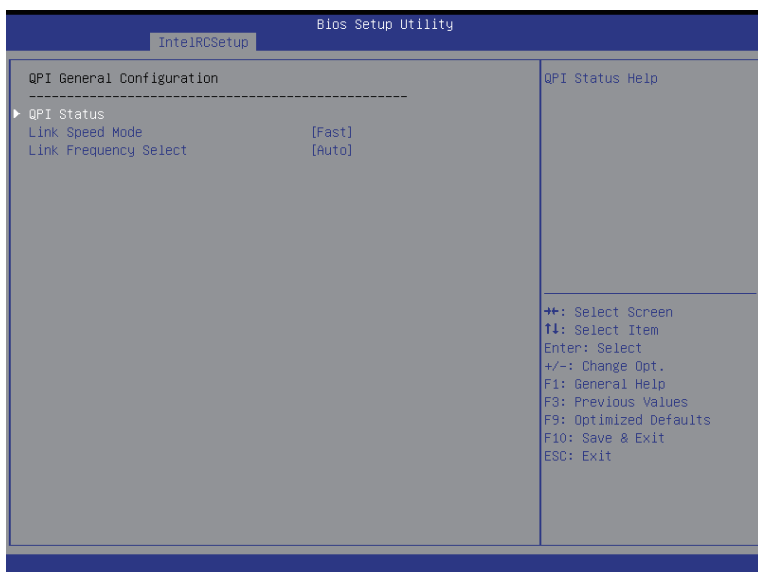 Bios Setup Utility
IntelRCSetup
QPI General Configuration
--------------------------------------------------
QPI Status
Link Speed Mode [Fast]
Link Frequency Select [Auto]
QPI Status Help
→←: Select Screen
↑↓: Select Item
Enter: Select
+/-: Change Opt.
F1: General Help
F3: Previous Values
F9: Optimized Defaults
F10: Save & Exit
ESC: Exit